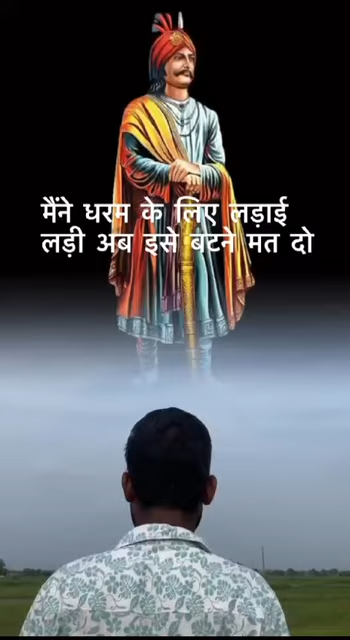 मैंने धरम के लिए लड़ाई
लड़ी अब इसे बटने मत दो